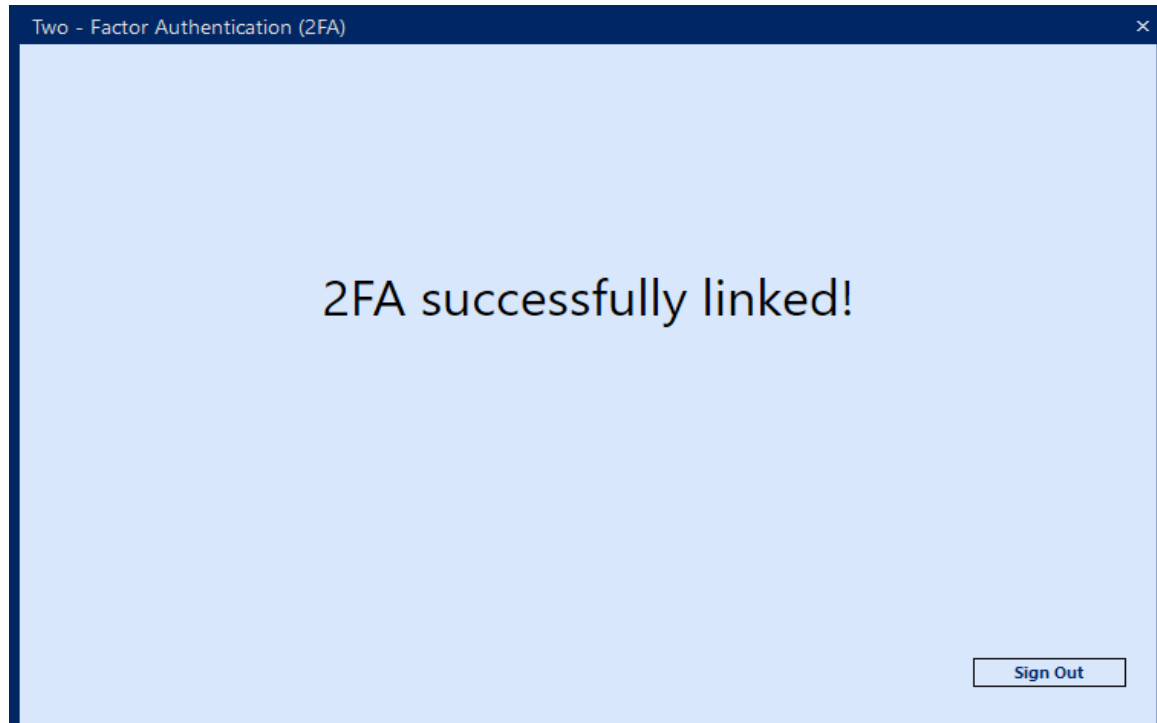 Two - Factor Authentication (2FA)
2FA successfully linked!
Sign Out